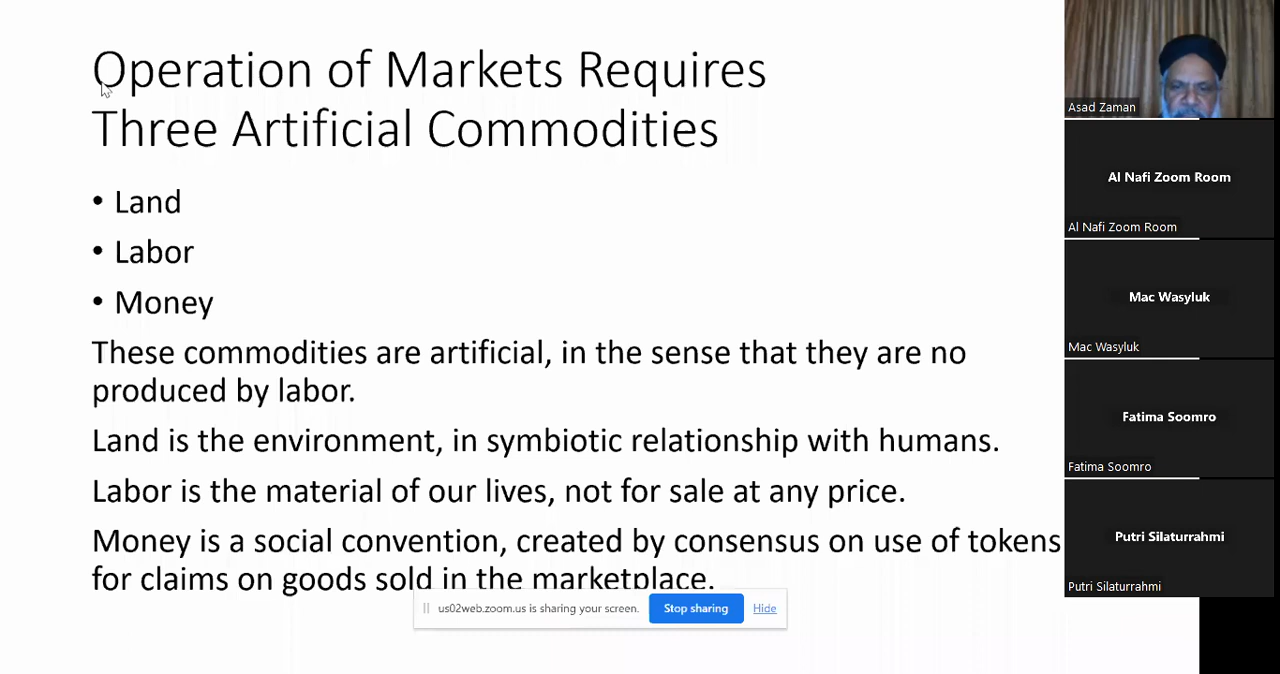 Operation of Markets Requires
Three Artificial Commodities
• Land
• Labor
• Money
These commodities are artificial, in the sense that they are no
produced by labor.
Land is the environment, in symbiotic relationship with humans.
Labor is the material of our lives, not for sale at any price.
Money is a social convention, created by consensus on use of tokens
for claims on goods sold in the marketplace.
us02web.zoom.us is sharing your screen.
Stop sharing
Hide
Asad Zaman
Al Nafi Zoom Room
Al Nafi Zoom Room
Mac Wasyluk
Mac Wasyluk
Fatima Soomro
Fatima Soomro
Putri Silaturrahmi
Putri Silaturrahmi